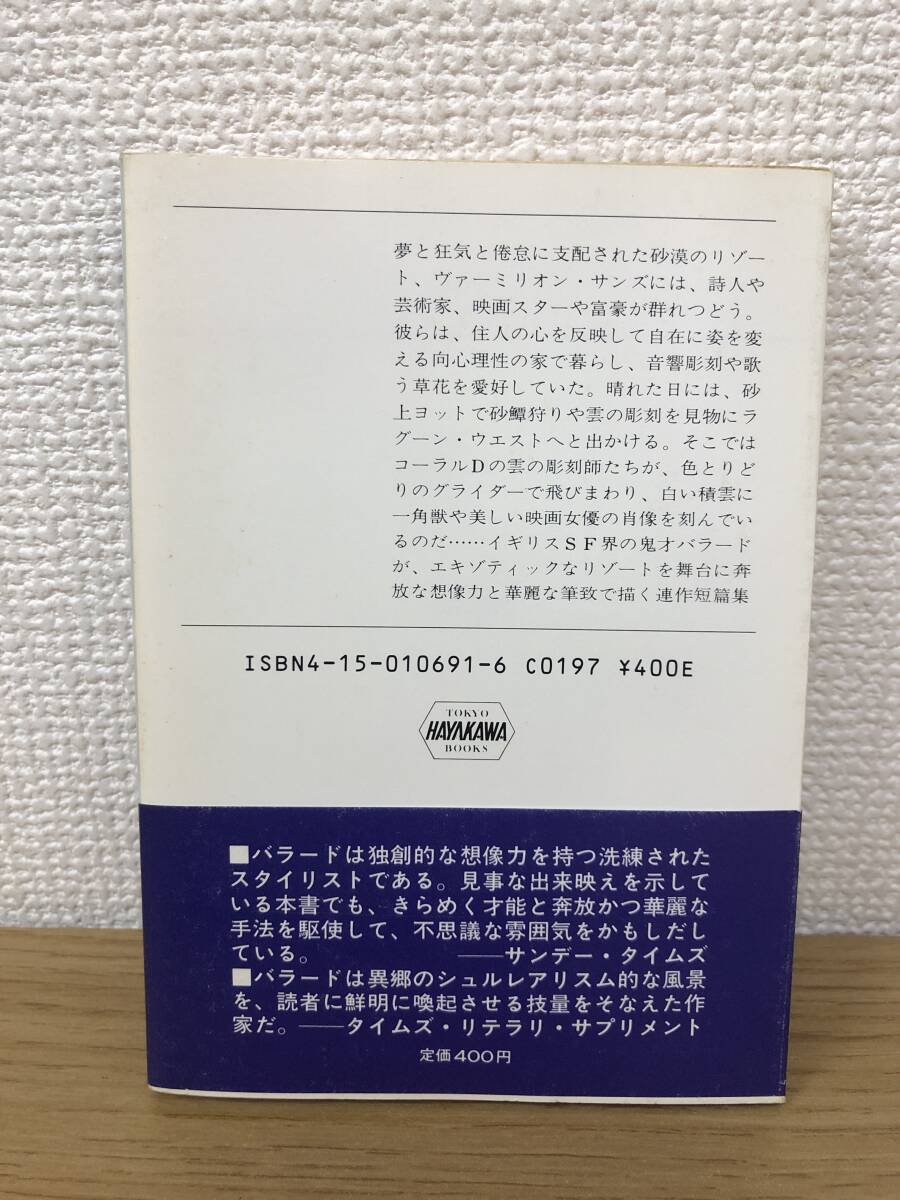 夢と狂気と倦怠に支配された砂漠のリゾー
ト、ヴァーミリオン・サンズには、詩人や
芸術家、映画スターや富豪が群れつどう。
彼らは、住人の心を反映して自在に姿を変
える向心理性の家で暮らし、音響彫刻や歌
う草花を愛好していた。晴れた日には、砂
上ヨットで砂鱏狩りや雲の彫刻を見物にラ
グーン・ウエストへと出かける。そこでは
コーラルDの雲の彫刻師たちが、色とりど
りのグライダーで飛びまわり、白い積雲に
一角獣や美しい映画女優の肖像を刻んでい
るのだ……イギリスSF界の鬼才バラード
が、エキゾティックなリゾートを舞台に奔
放な想像力と華麗な筆致で描く連作短篇集
ISBN4-15-010691-6 C0197 ¥400E
TOKYO
HAYAKAWA
BOOKS
■バラードは独創的な想像力を持つ洗練された
スタイリストである。見事な出来映えを示して
いる本書でも、きらめく才能と奔放かつ華麗な
手法を駆使して、不思議な雰囲気をかもしだし
ている。 ――サンデー・タイムズ
■バラードは異郷のシュルレアリスム的な風景
を、読者に鮮明に喚起させる技量をそなえた作
家だ。――タイムズ・リテラリ・サプリメント
定価400円